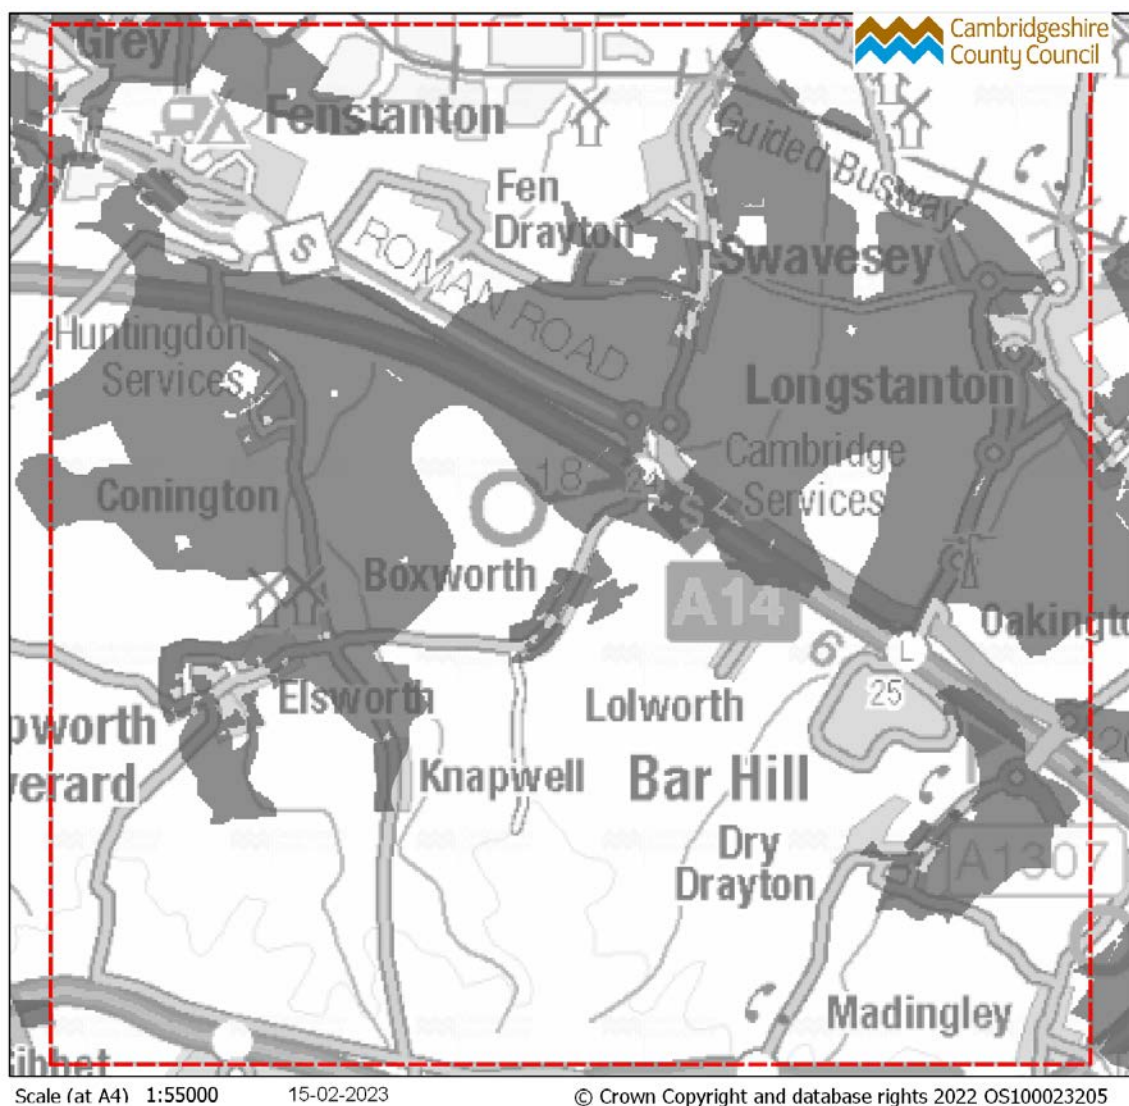 Cambridgeshire
County Council
Grey
Fenstanton
Fen
Drayton
Guided Busway
S
ROMAN ROAD
Swavesey
Huntingdon
Services
Longstanton
Cambridge
Services
18
24
S
Conington
Boxworth
A14
6
Oakingto
L
25
Elsworth
Lolworth
pworth
verard
Knapwell
Bar Hill
Dry
Drayton
A1307
Madingley
Scale (at A4) 1:55000 15-02-2023 © Crown Copyright and database rights 2022 OS100023205